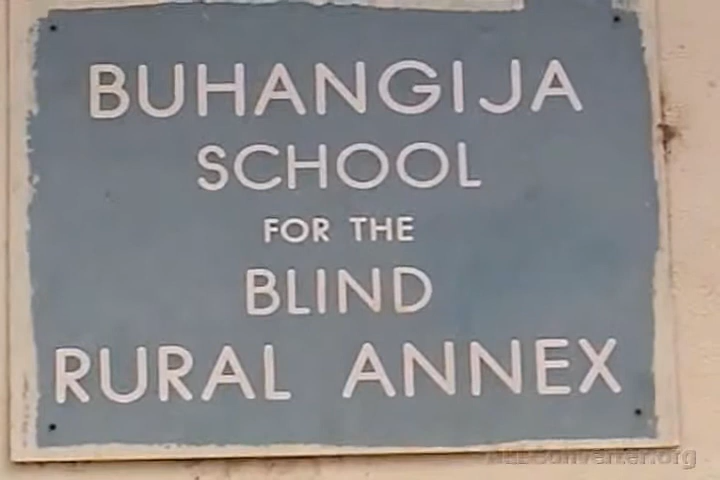 BUHANGIJA
SCHOOL
FOR THE
BLIND
RURAL ANNEX